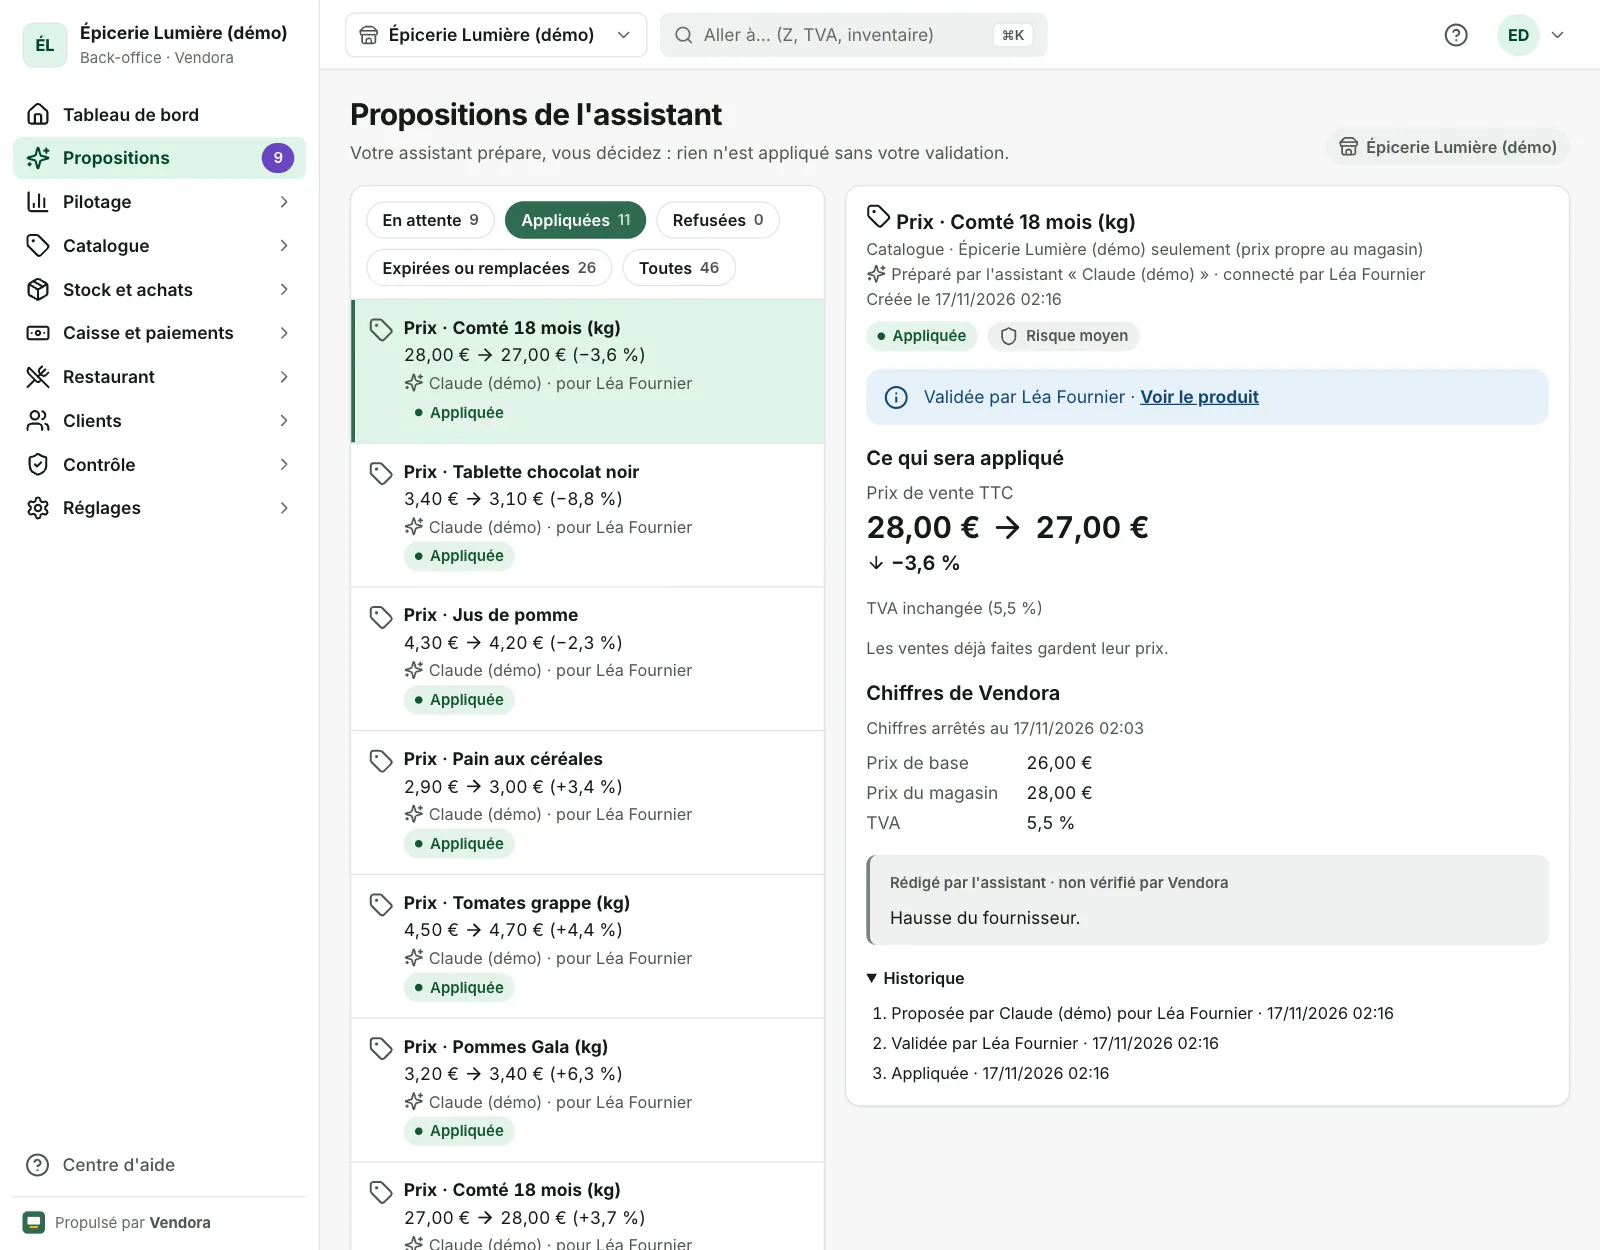 ÉL
Épicerie Lumière (démo)
Back-office · Vendora
Tableau de bord
Propositions
9
Pilotage
Catalogue
Stock et achats
Caisse et paiements
Restaurant
Clients
Contrôle
Réglages
Centre d'aide
Propulsé par Vendora
Épicerie Lumière (démo)
Aller à... (Z, TVA, inventaire)
⌘K
ED
Propositions de l'assistant
Votre assistant prépare, vous décidez : rien n'est appliqué sans votre validation.
Épicerie Lumière (démo)
En attente 9
Appliquées 11
Refusées 0
Expirées ou remplacées 26
Toutes 46
Prix · Comté 18 mois (kg)
28,00 € → 27,00 € (−3,6 %)
Claude (démo) · pour Léa Fournier
Appliquée
Prix · Tablette chocolat noir
3,40 € → 3,10 € (−8,8 %)
Claude (démo) · pour Léa Fournier
Appliquée
Prix · Jus de pomme
4,30 € → 4,20 € (−2,3 %)
Claude (démo) · pour Léa Fournier
Appliquée
Prix · Pain aux céréales
2,90 € → 3,00 € (+3,4 %)
Claude (démo) · pour Léa Fournier
Appliquée
Prix · Tomates grappe (kg)
4,50 € → 4,70 € (+4,4 %)
Claude (démo) · pour Léa Fournier
Appliquée
Prix · Pommes Gala (kg)
3,20 € → 3,40 € (+6,3 %)
Claude (démo) · pour Léa Fournier
Appliquée
Prix · Comté 18 mois (kg)
27,00 € → 28,00 € (+3,7 %)
Claude (démo) · pour Léa Fournier
Prix · Comté 18 mois (kg)
Catalogue · Épicerie Lumière (démo) seulement (prix propre au magasin)
Préparé par l'assistant « Claude (démo) » · connecté par Léa Fournier
Créée le 17/11/2026 02:16
Appliquée
Risque moyen
Validée par Léa Fournier · Voir le produit
Ce qui sera appliqué
Prix de vente TTC
28,00 € → 27,00 €
↓ −3,6 %
TVA inchangée (5,5 %)
Les ventes déjà faites gardent leur prix.
Chiffres de Vendora
Chiffres arrêtés au 17/11/2026 02:03
Prix de base 26,00 €
Prix du magasin 28,00 €
TVA 5,5 %
Rédigé par l'assistant · non vérifié par Vendora
Hausse du fournisseur.
▼ Historique
1. Proposée par Claude (démo) pour Léa Fournier · 17/11/2026 02:16
2. Validée par Léa Fournier · 17/11/2026 02:16
3. Appliquée · 17/11/2026 02:16